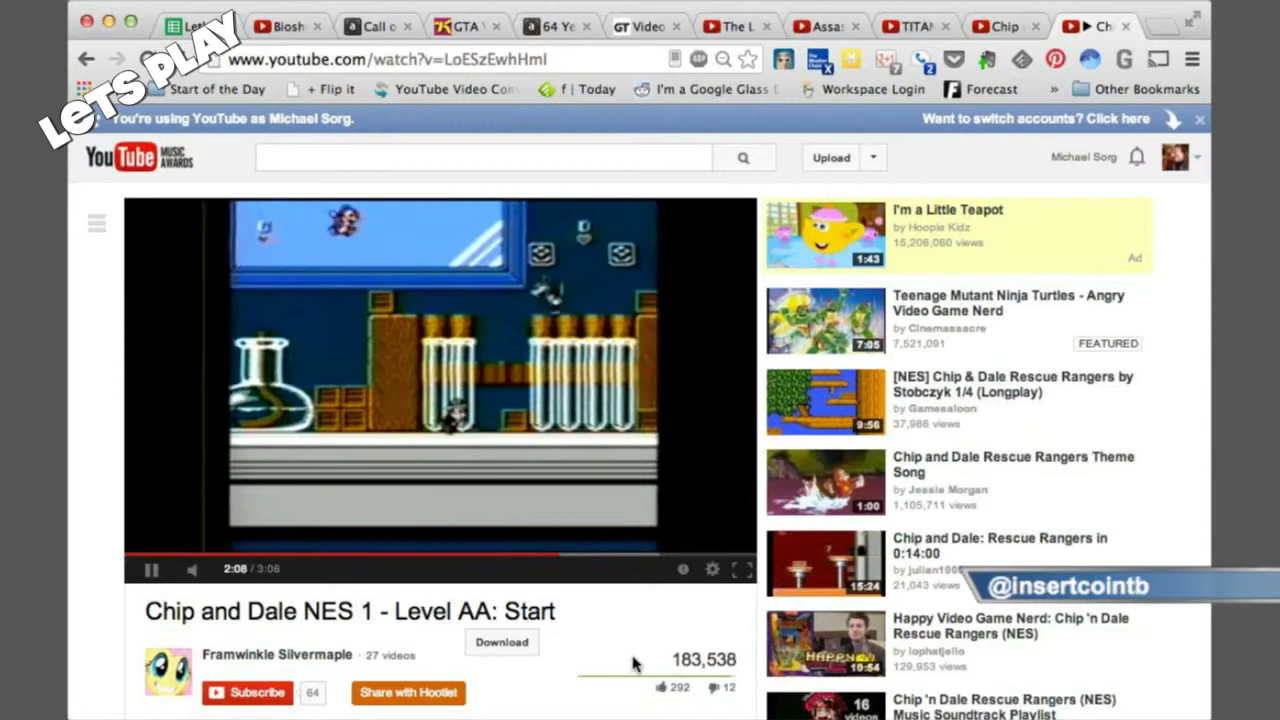 LETS PLAY
Let
Biosh
Call o
GTA V
64 Ye
GT Video
The L
Assa
TITAN
Chip
▶ Ch
www.youtube.com/watch?v=LoESzEwhHmI
Start of the Day
+ Flip it
YouTube Video Con
f | Today
I'm a Google Glass E
Workspace Login
Forecast
»
Other Bookmarks
You're using YouTube as Michael Sorg.
Want to switch accounts? Click here
YouTube MUSIC AWARDS
Upload
Michael Sorg
I'm a Little Teapot
by Hoopla Kidz
15,206,060 views
1:43
Ad
Teenage Mutant Ninja Turtles - Angry
Video Game Nerd
by Cinemassacre
7,521,091
7:05
FEATURED
[NES] Chip & Dale Rescue Rangers by
Stobczyk 1/4 (Longplay)
by Gamesaloon
37,986 views
9:56
Chip and Dale Rescue Rangers Theme
Song
by Jessie Morgan
1,105,711 views
1:00
Chip and Dale: Rescue Rangers in
0:14:00
by julian100
21,043 views
15:24
@insertcointb
Happy Video Game Nerd: Chip 'n Dale
Rescue Rangers (NES)
by lophatjello
129,953 views
HAPPY
10:54
Chip 'n Dale Rescue Rangers (NES)
Music Soundtrack Playlist
16
videos
2:08 / 3:06
Chip and Dale NES 1 - Level AA: Start
Download
Framwinkle Silvermaple · 27 videos
Subscribe
64
Share with Hootlet
183,538
292
12